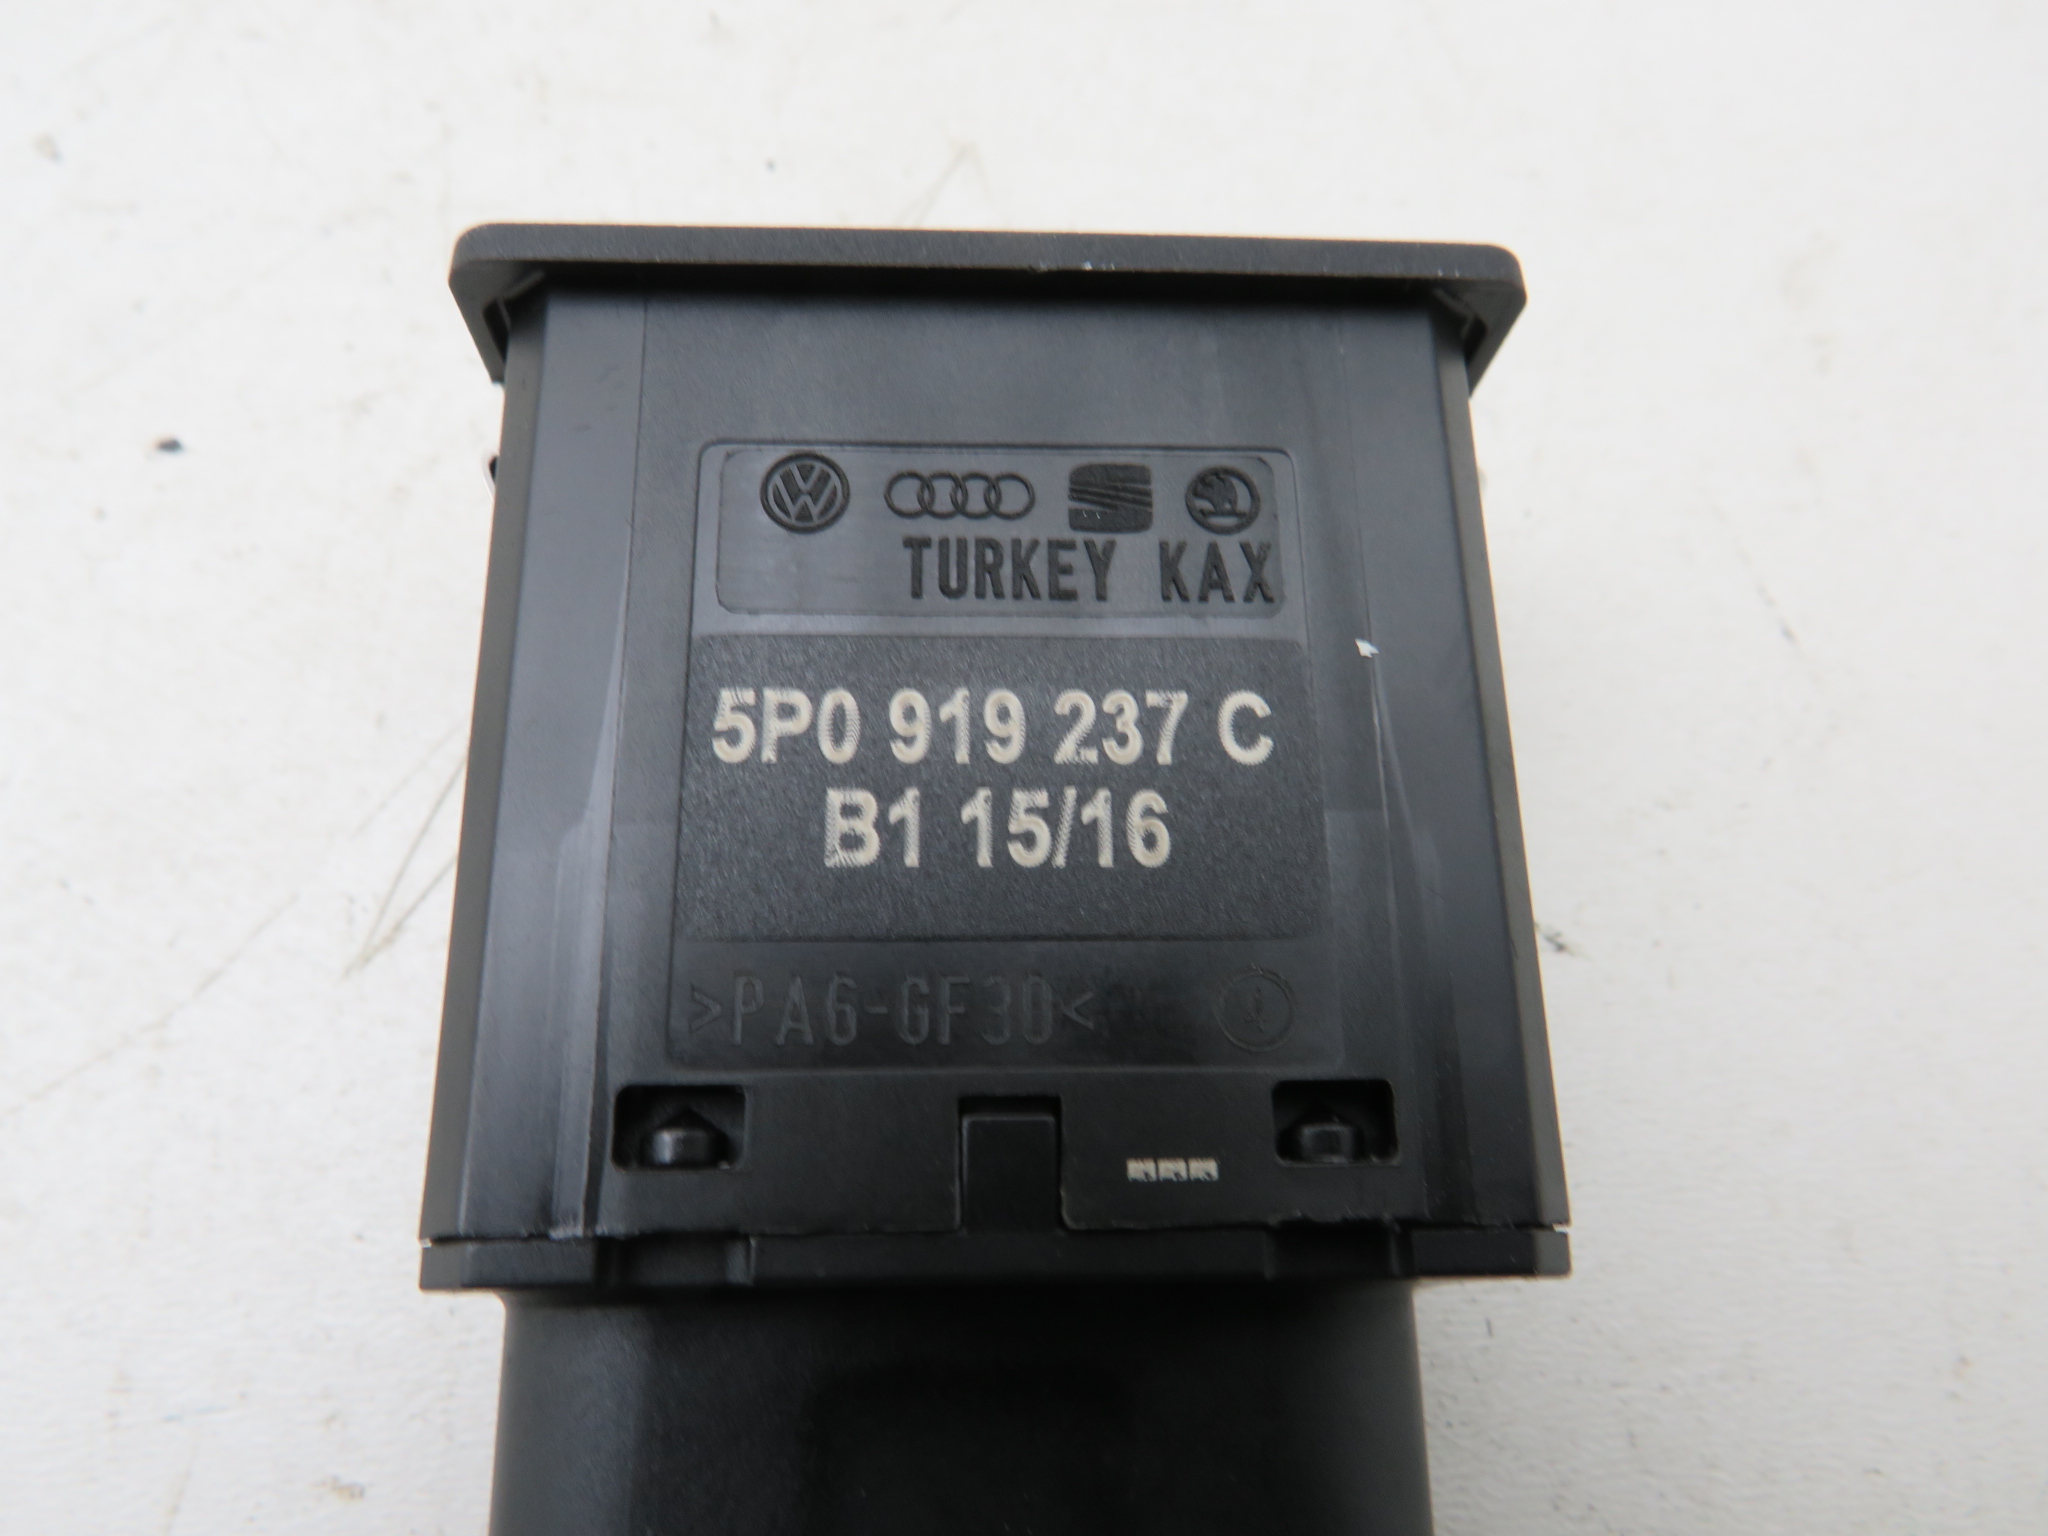 TURKEY KAX
5P0 919 237 C
B1 15/16
>PA6-GF30<